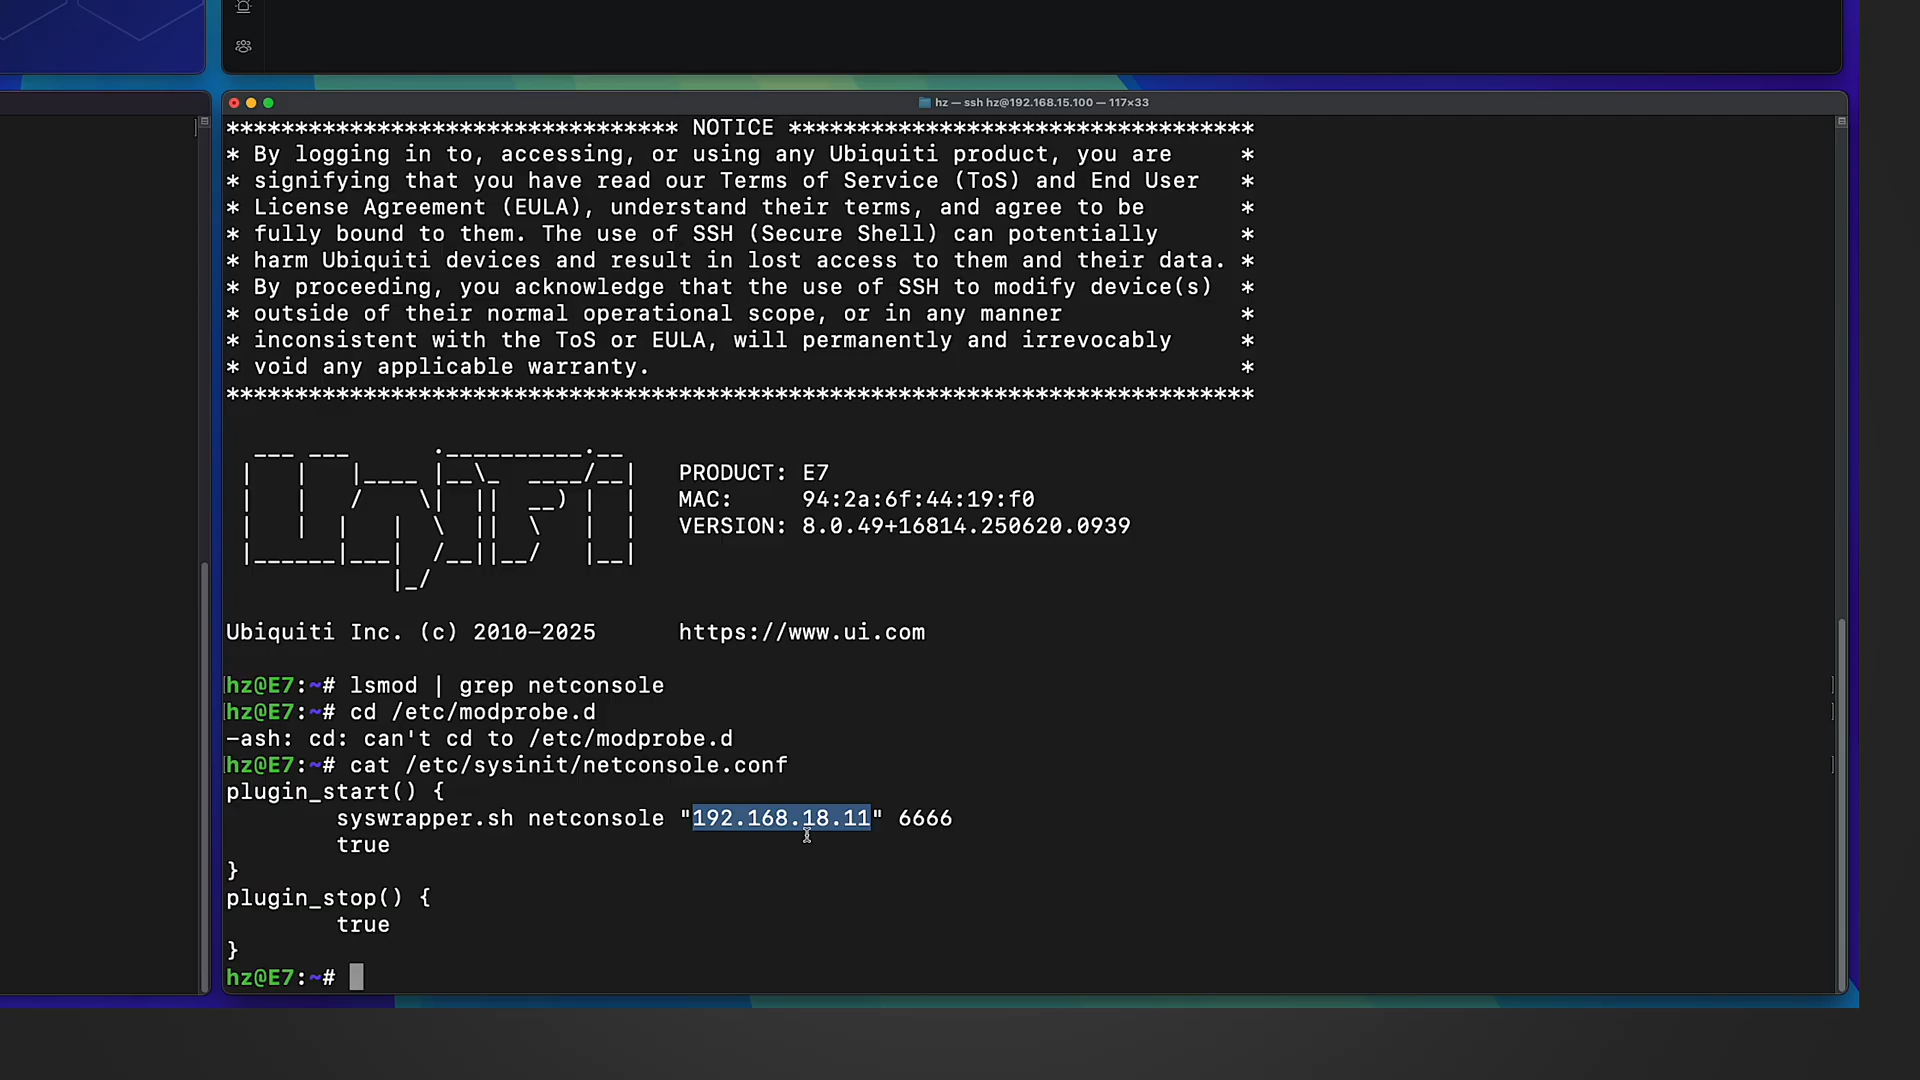 hz — ssh hz@192.168.15.100 — 117×33
********************************* NOTICE **********************************
* By logging in to, accessing, or using any Ubiquiti product, you are     *
* signifying that you have read our Terms of Service (ToS) and End User   *
* License Agreement (EULA), understand their terms, and agree to be       *
* fully bound to them. The use of SSH (Secure Shell) can potentially      *
* harm Ubiquiti devices and result in lost access to them and their data. *
* By proceeding, you acknowledge that the use of SSH to modify device(s)  *
* outside of their normal operational scope, or in any manner             *
* inconsistent with the ToS or EULA, will permanently and irrevocably     *
* void any applicable warranty.                                           *
***************************************************************************
UniFi
PRODUCT: E7
MAC:     94:2a:6f:44:19:f0
VERSION: 8.0.49+16814.250620.0939
Ubiquiti Inc. (c) 2010-2025      https://www.ui.com
hz@E7:~# lsmod | grep netconsole
hz@E7:~# cd /etc/modprobe.d
-ash: cd: can't cd to /etc/modprobe.d
hz@E7:~# cat /etc/sysinit/netconsole.conf
plugin_start() {
        syswrapper.sh netconsole "192.168.18.11" 6666
        true
}
plugin_stop() {
        true
}
hz@E7:~#